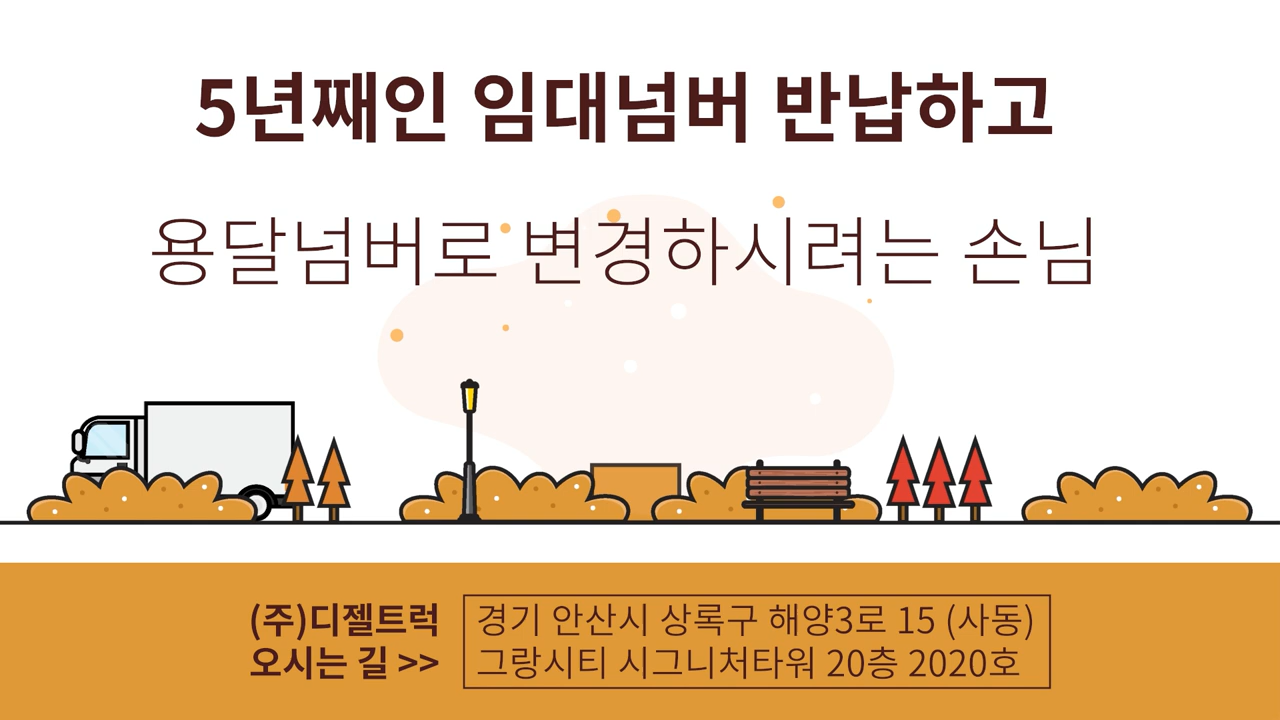 5년째인 임대넘버 반납하고
용달넘버로 변경하시려는 손님
(주)디젤트럭
오시는 길 >>
경기 안산시 상록구 해양3로 15 (사동)
그랑시티 시그니처타워 20층 2020호